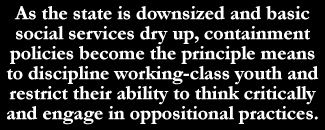 As the state is downsized and basic
social services dry up, containment
policies become the principle means
to discipline working-class youth and
restrict their ability to think critically
and engage in oppositional practices.